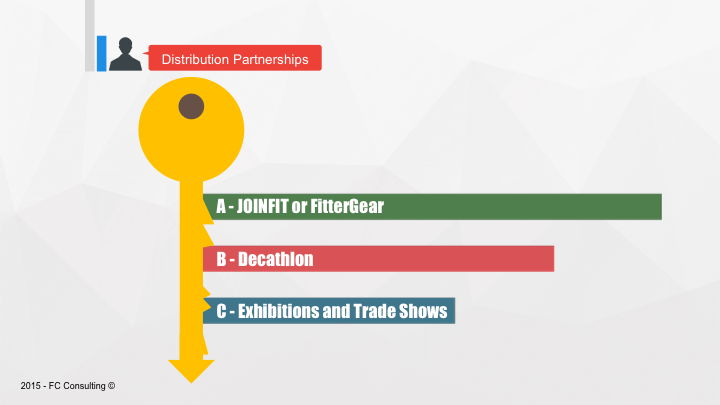 Distribution Partnerships
A - JOINFIT or FitterGear
B - Decathlon
C - Exhibitions and Trade Shows
2015 - FC Consulting ©